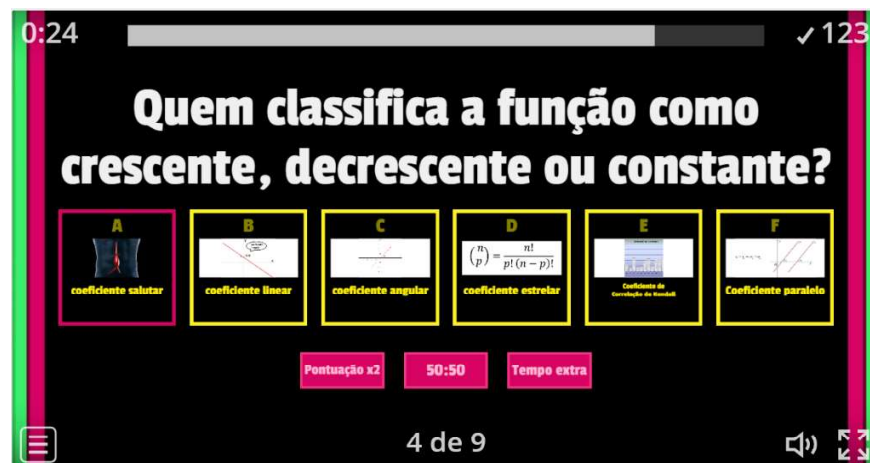 0:24
✓ 123
Quem classifica a função como
crescente, decrescente ou constante?
A
coeficiente salutar
B
coeficiente linear
C
coeficiente angular
D
(n p) = n! / p! (n − p)!
coeficiente estrelar
E
Coeficiente de
Correlação de Kendall
F
Coeficiente paralelo
Pontuação x2
50:50
Tempo extra
4 de 9